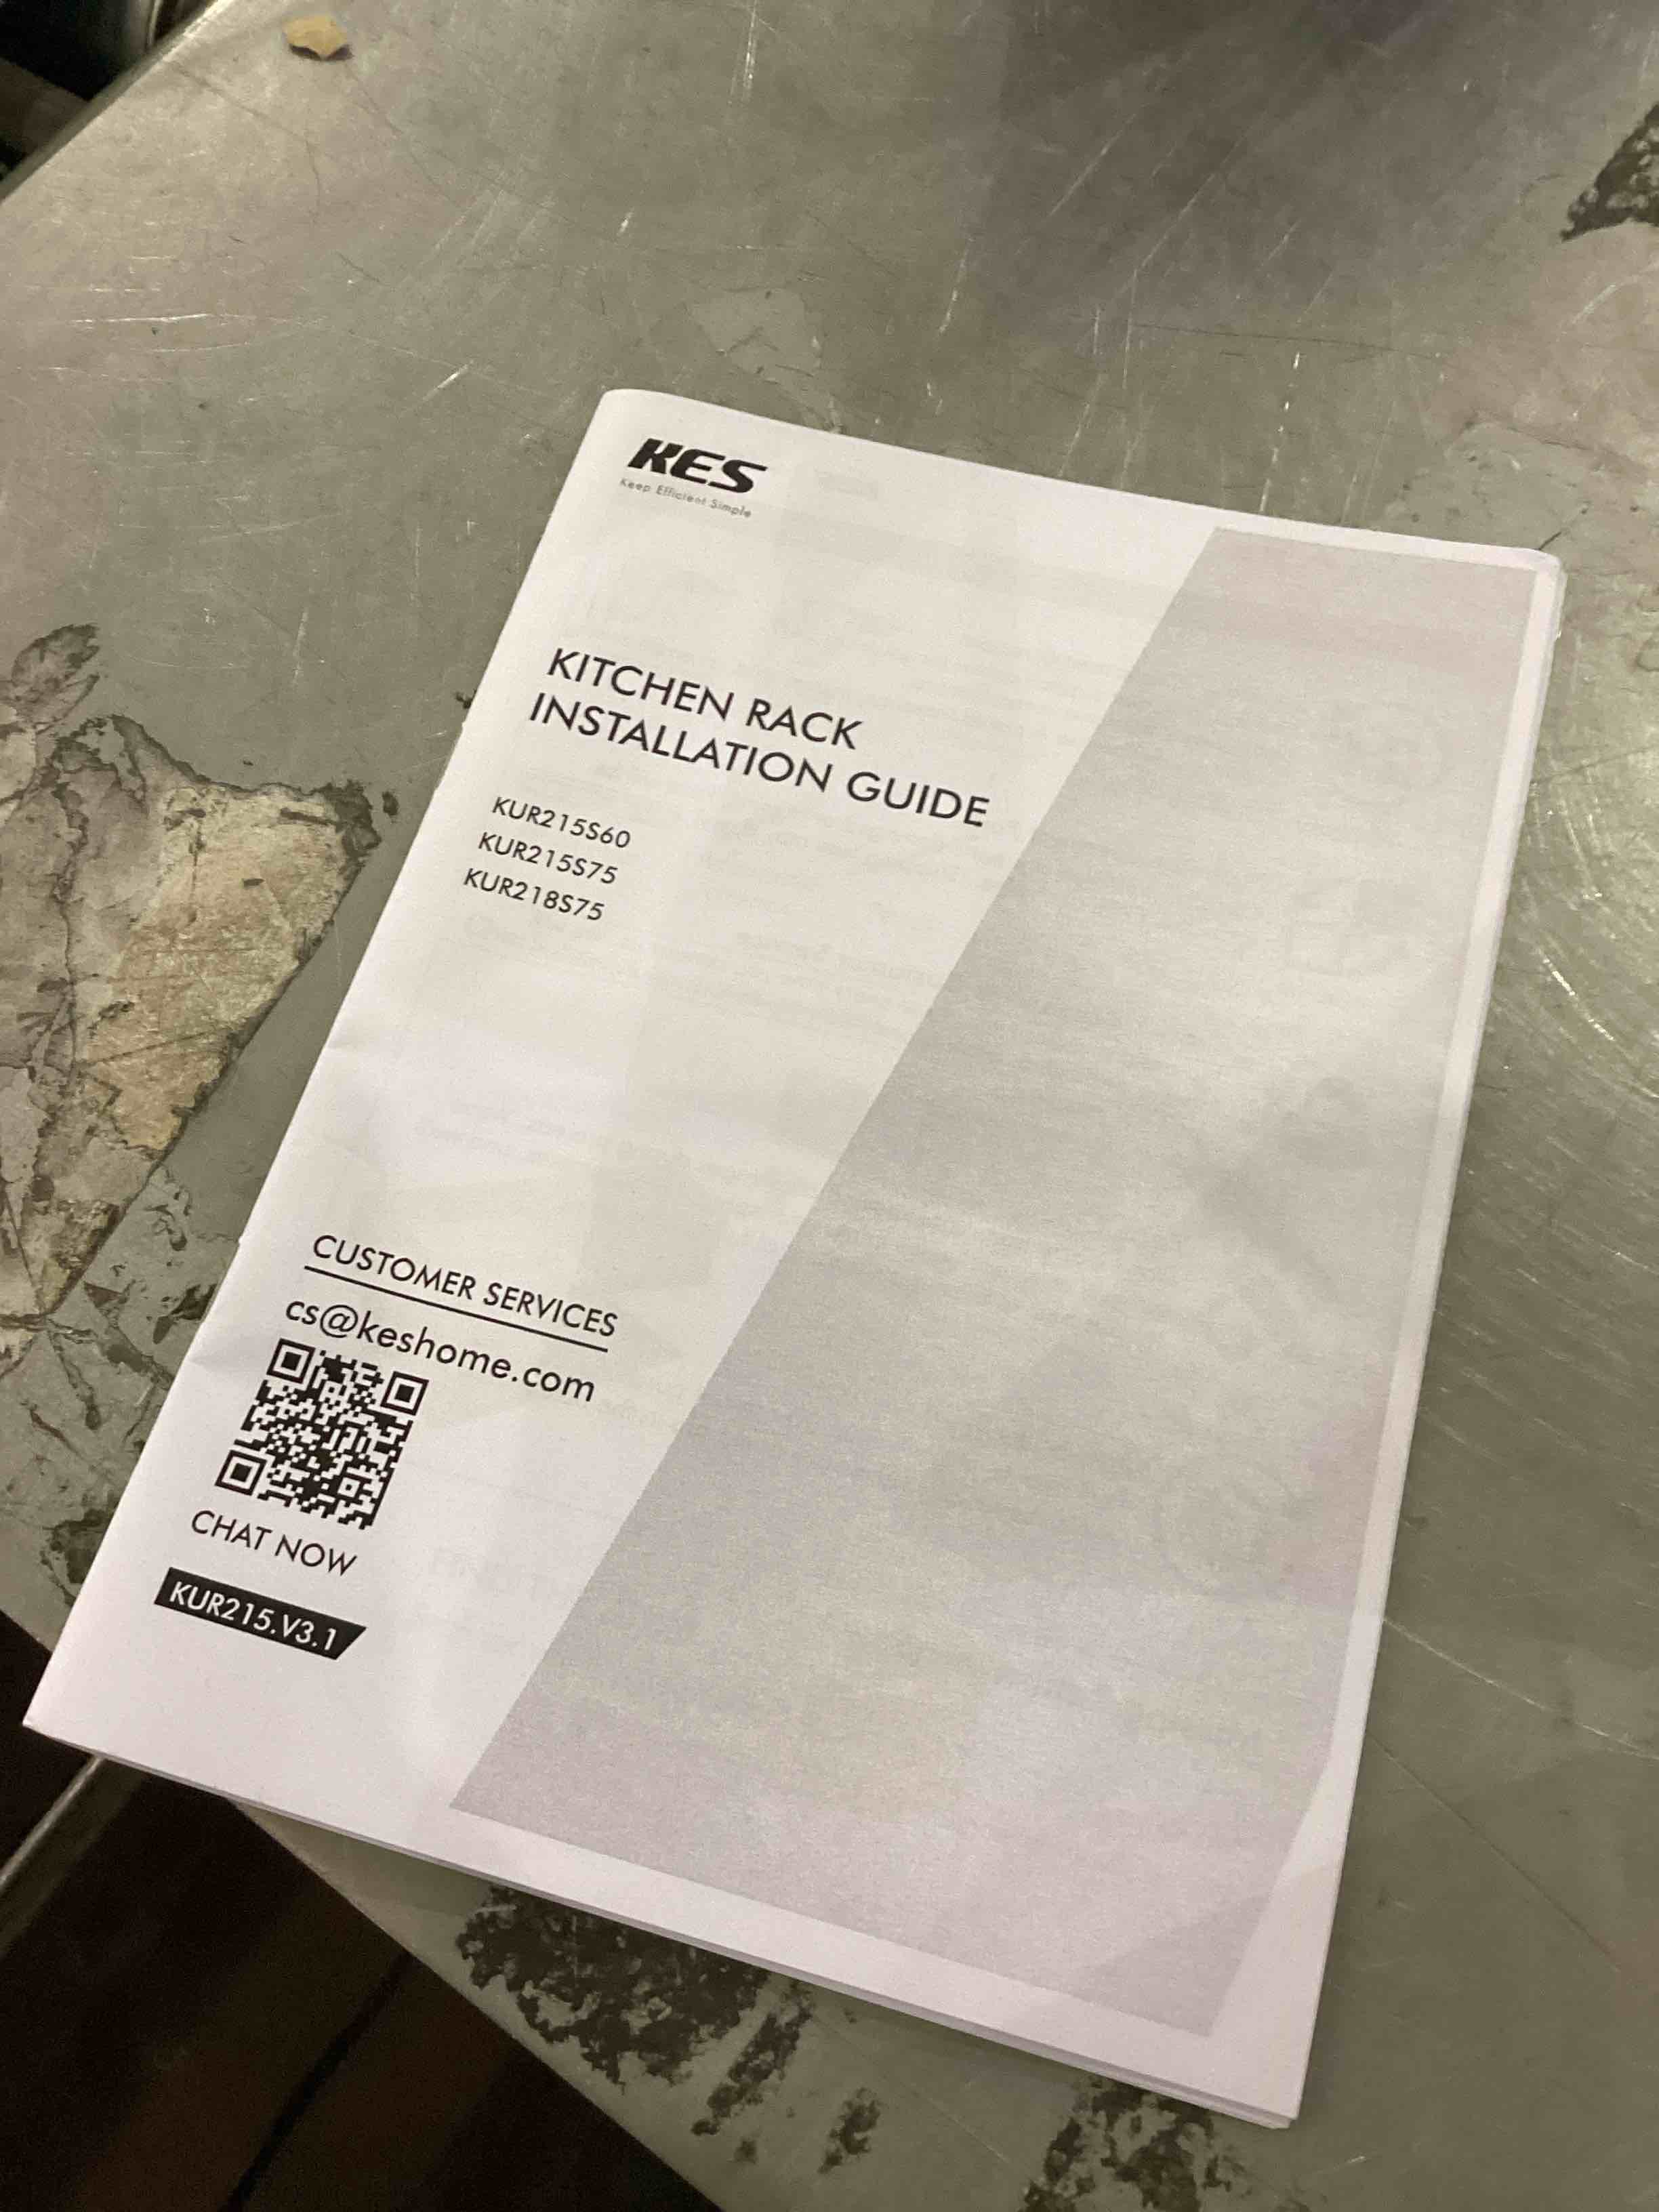 KES
Keep Efficient Simple
KITCHEN RACK
INSTALLATION GUIDE
KUR215S60
KUR215S75
KUR218S75
CUSTOMER SERVICES
cs@keshome.com
CHAT NOW
KUR215.V3.1